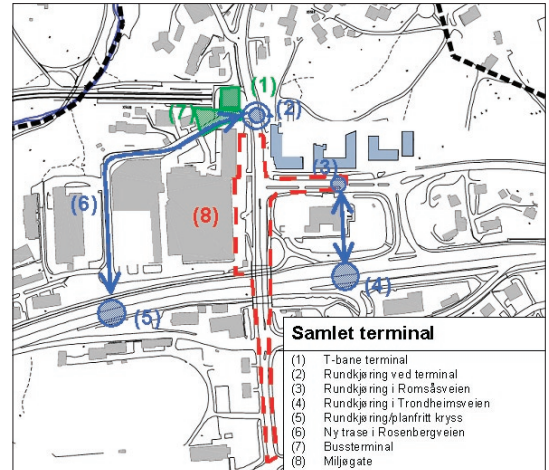 (1)
(7)
(2)
(3)
(6)
(8)
(4)
(5)
Samlet terminal
(1) T-bane terminal
(2) Rundkjøring ved terminal
(3) Rundkjøring i Romsåsveien
(4) Rundkjøring i Trondheimsveien
(5) Rundkjøring/planfritt kryss
(6) Ny trase i Rosenbergveien
(7) Bussterminal
(8) Miljøgate